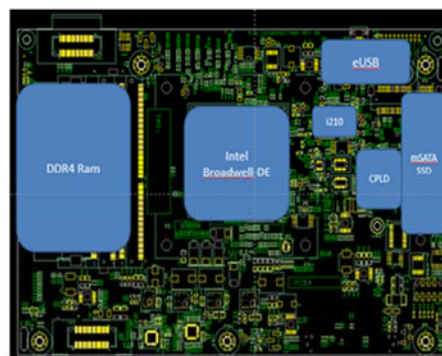 eUSB
i210
DDR4 Ram
Intel
Broadwell-DE
mSATA
SSD
CPLD